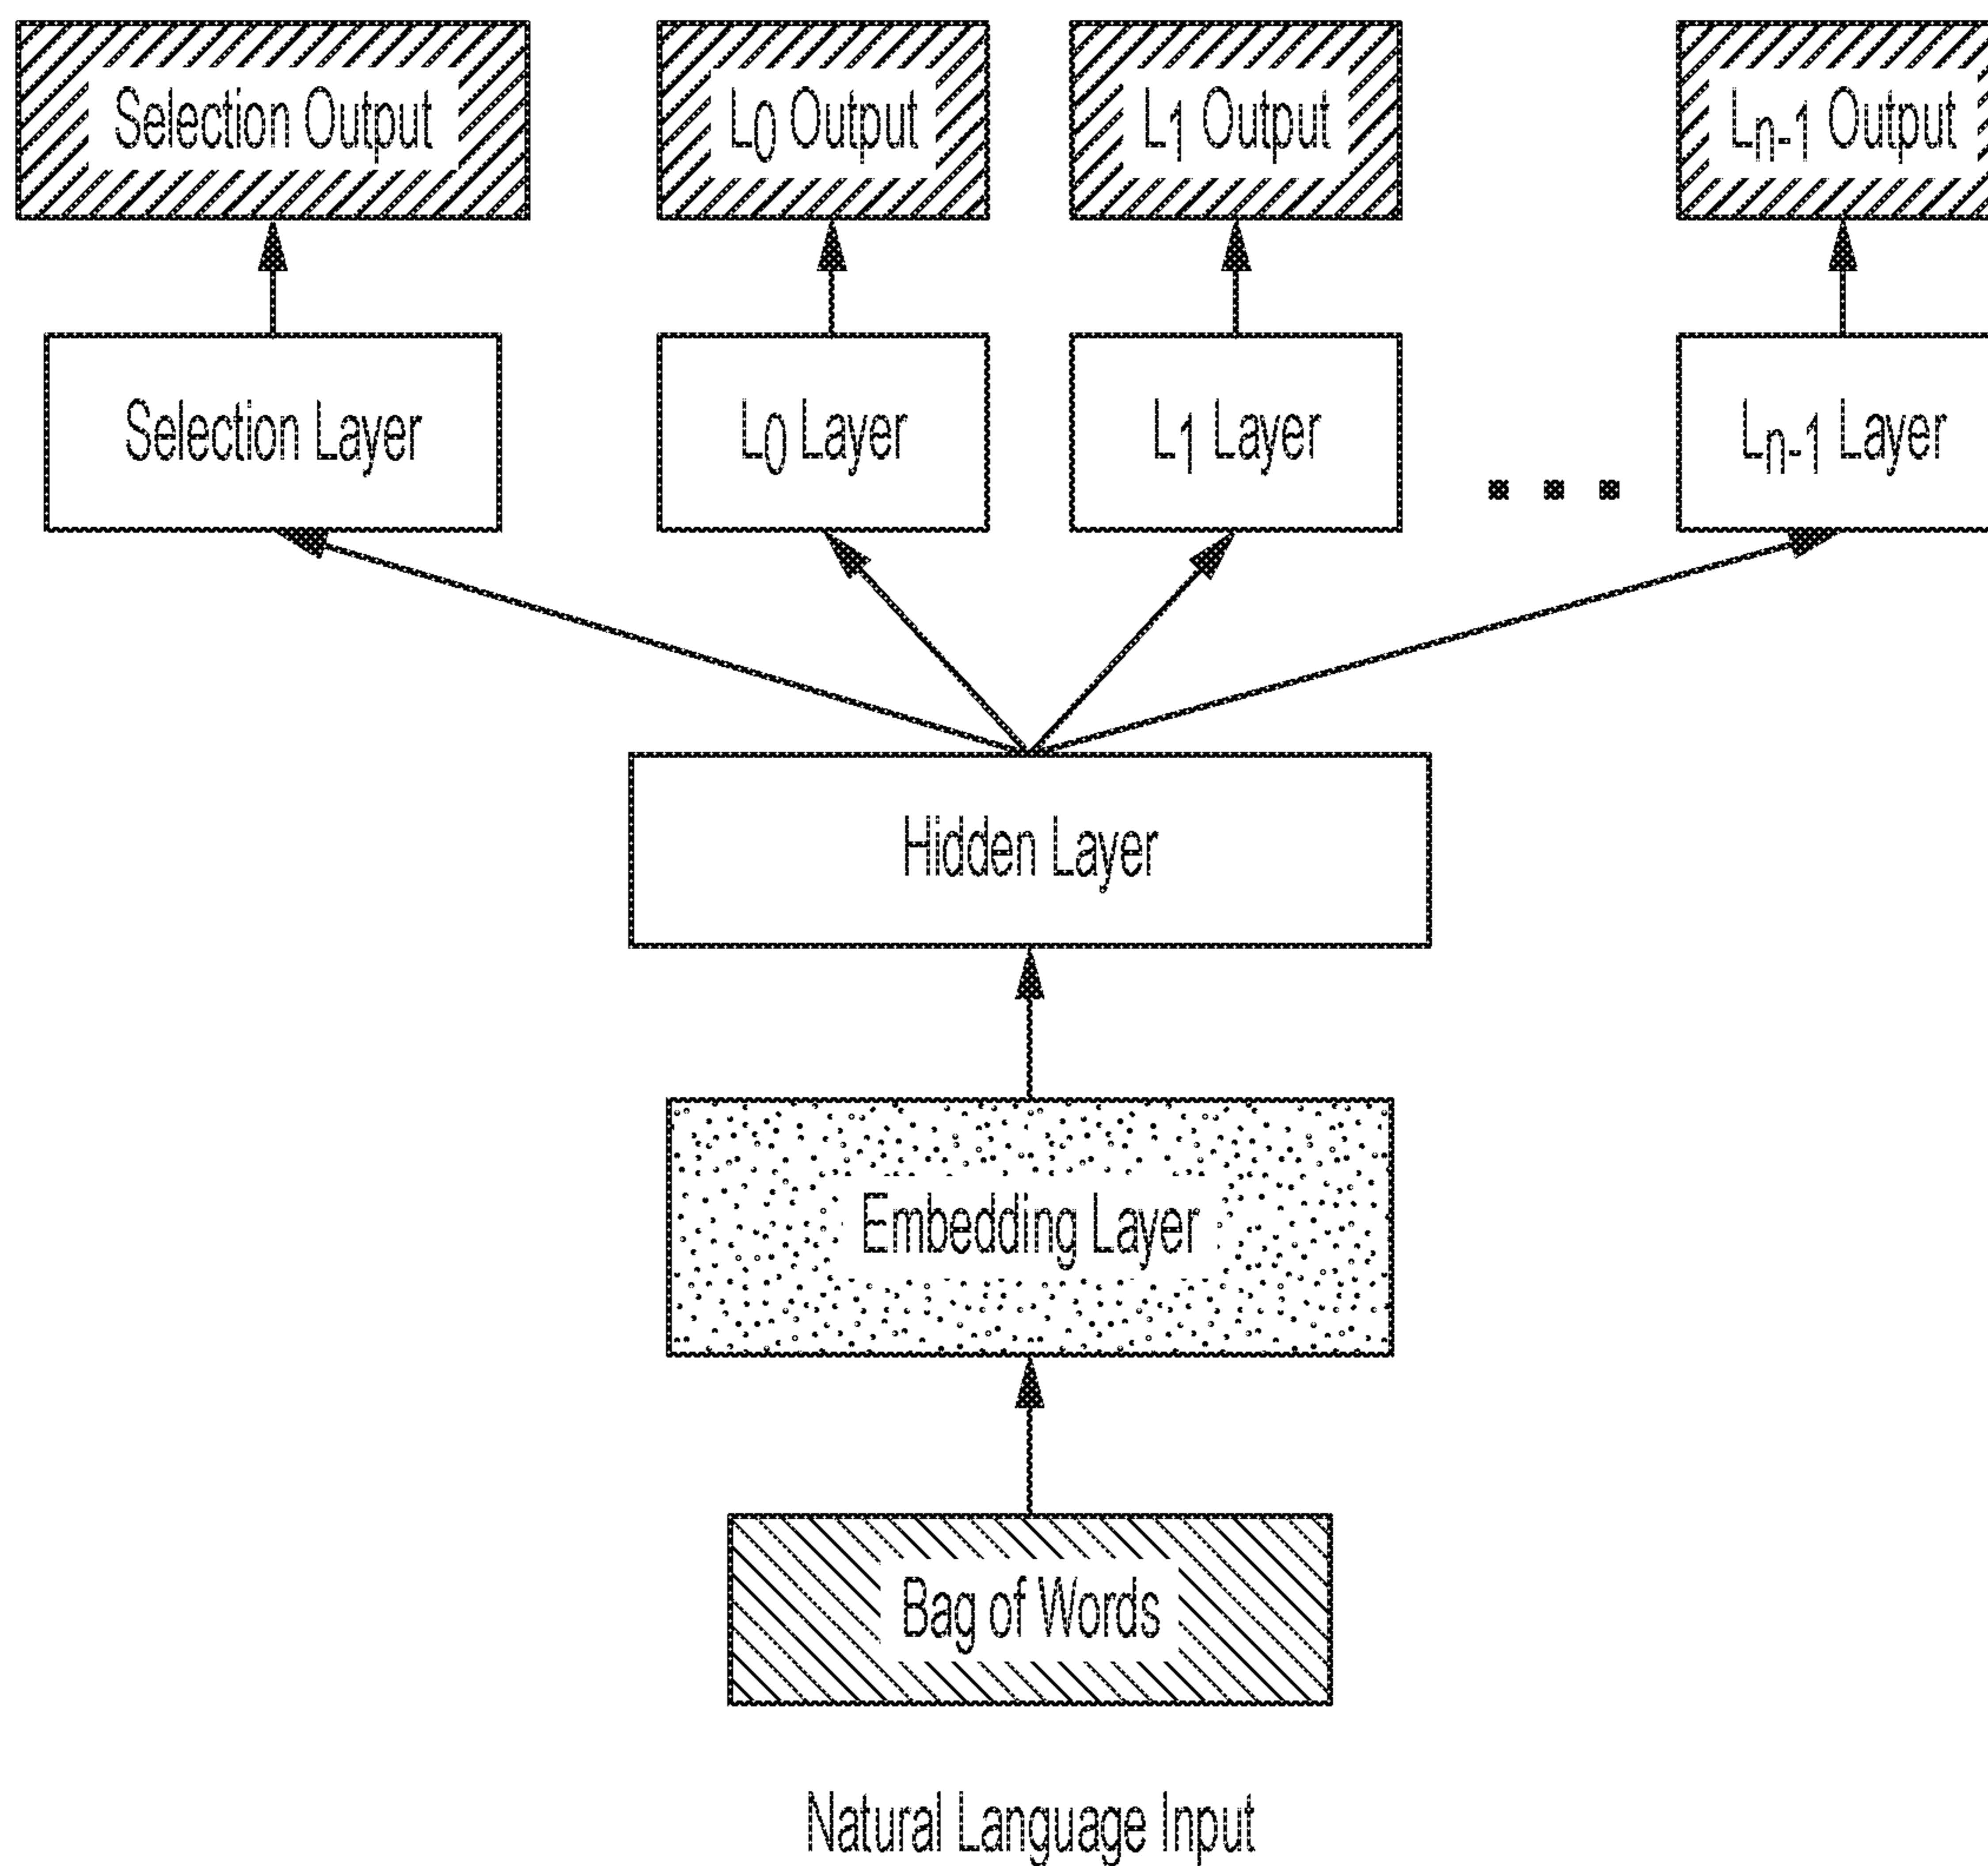 Selection Output
L0 Output
L1 Output
Ln-1 Output
Selection Layer
L0 Layer
L1 Layer
Ln-1 Layer
Hidden Layer
Embedding Layer
Bag of Words
Natural Language Input